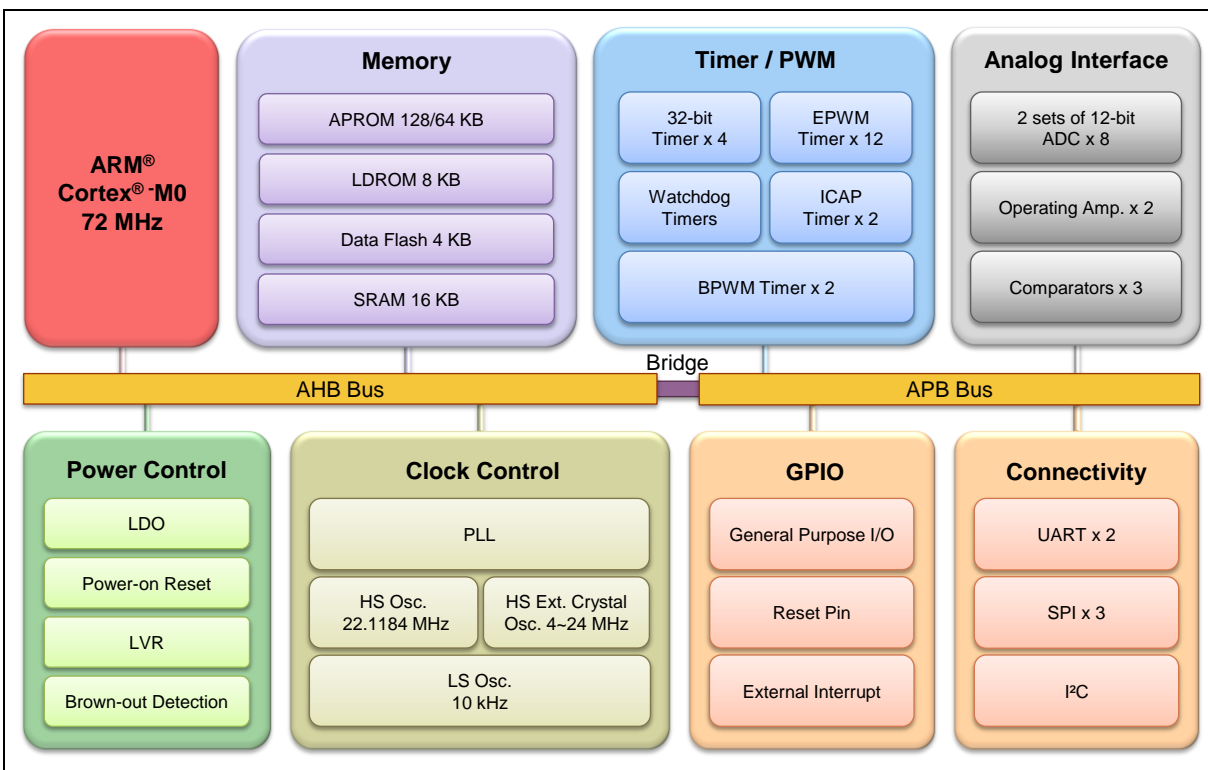 ARM®
Cortex® -M0
72 MHz
Memory
APROM 128/64 KB
LDROM 8 KB
Data Flash 4 KB
SRAM 16 KB
Timer / PWM
32-bit
Timer x 4
EPWM
Timer x 12
Watchdog
Timers
ICAP
Timer x 2
BPWM Timer x 2
Analog Interface
2 sets of 12-bit
ADC x 8
Operating Amp. x 2
Comparators x 3
Bridge
AHB Bus
APB Bus
Power Control
LDO
Power-on Reset
LVR
Brown-out Detection
Clock Control
PLL
HS Osc.
22.1184 MHz
HS Ext. Crystal
Osc. 4~24 MHz
LS Osc.
10 kHz
GPIO
General Purpose I/O
Reset Pin
External Interrupt
Connectivity
UART x 2
SPI x 3
I²C